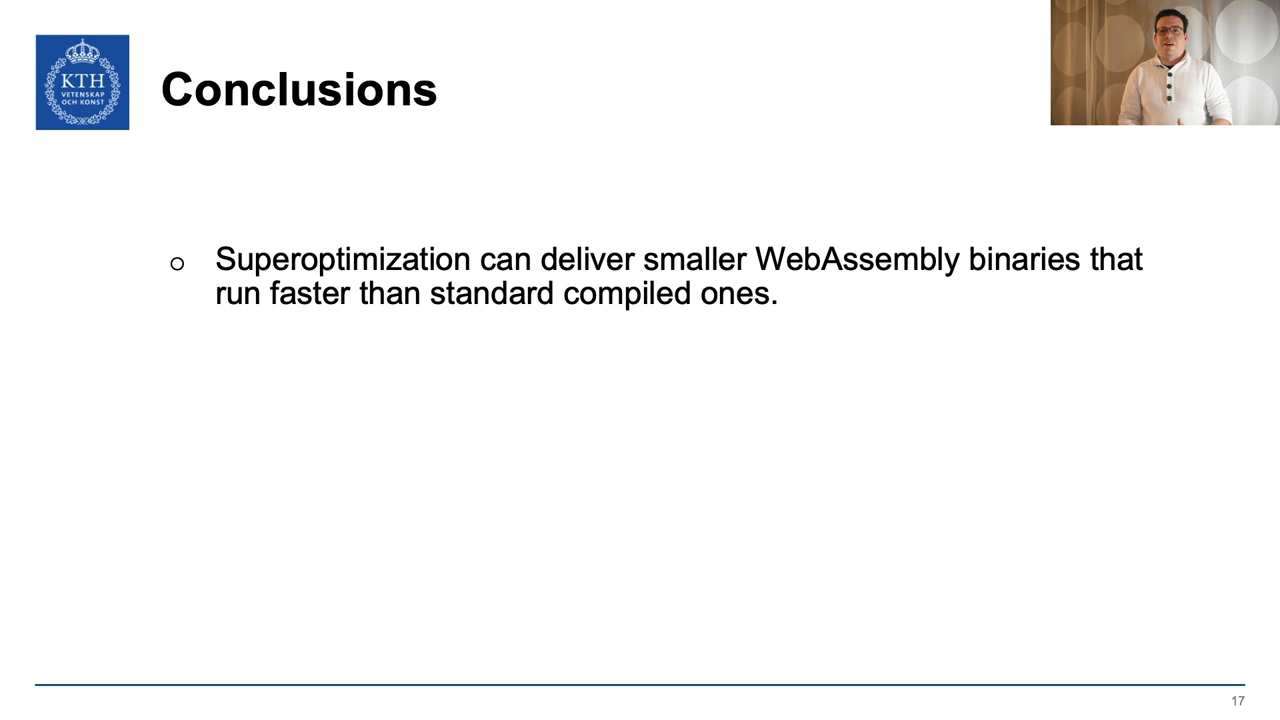 KTH
VETENSKAP
OCH KONST
Conclusions
Superoptimization can deliver smaller WebAssembly binaries that
run faster than standard compiled ones.
17